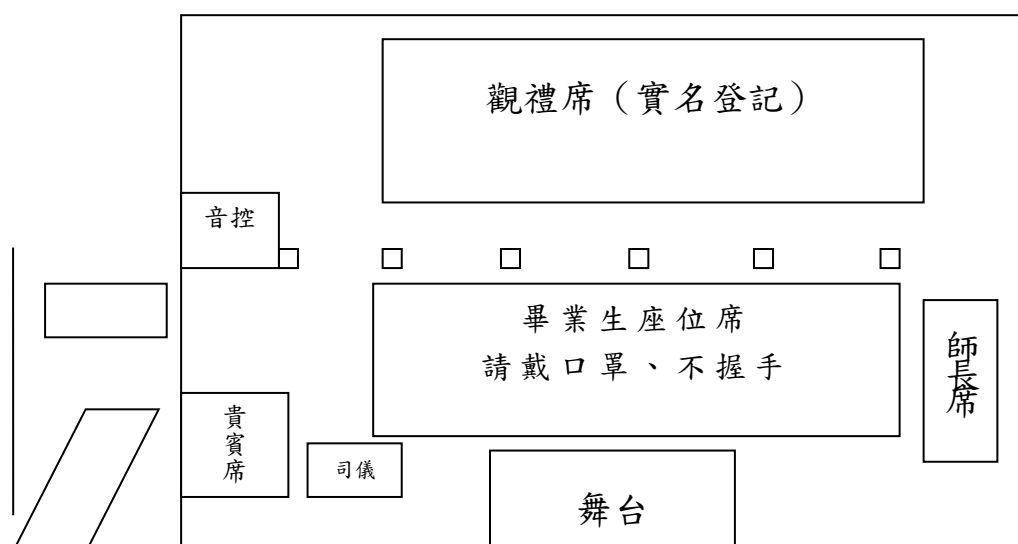 觀禮席（實名登記）
音控
畢業生座位席
請戴口罩、不握手
師長席
貴賓席
司儀
舞台